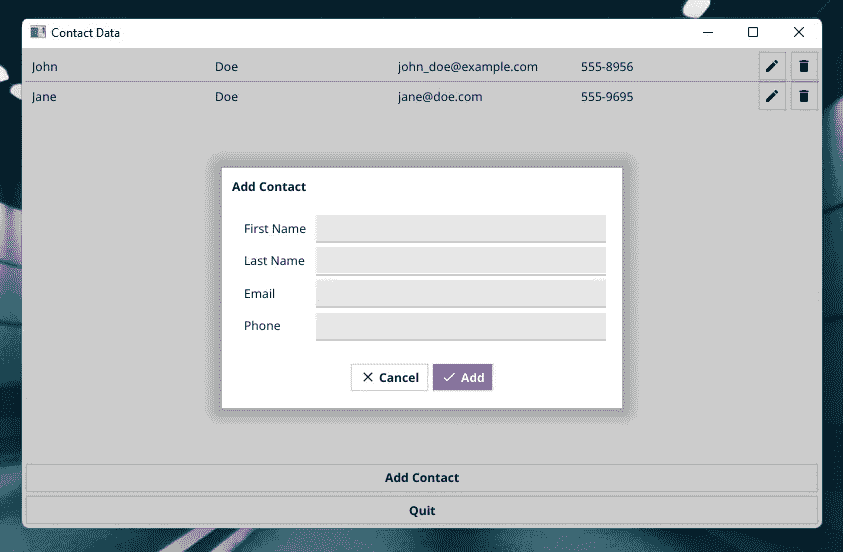 Contact Data
John Doe john_doe@example.com 555-8956
Jane Doe jane@doe.com 555-9695
Add Contact
First Name
Last Name
Email
Phone
Cancel Add
Add Contact
Quit